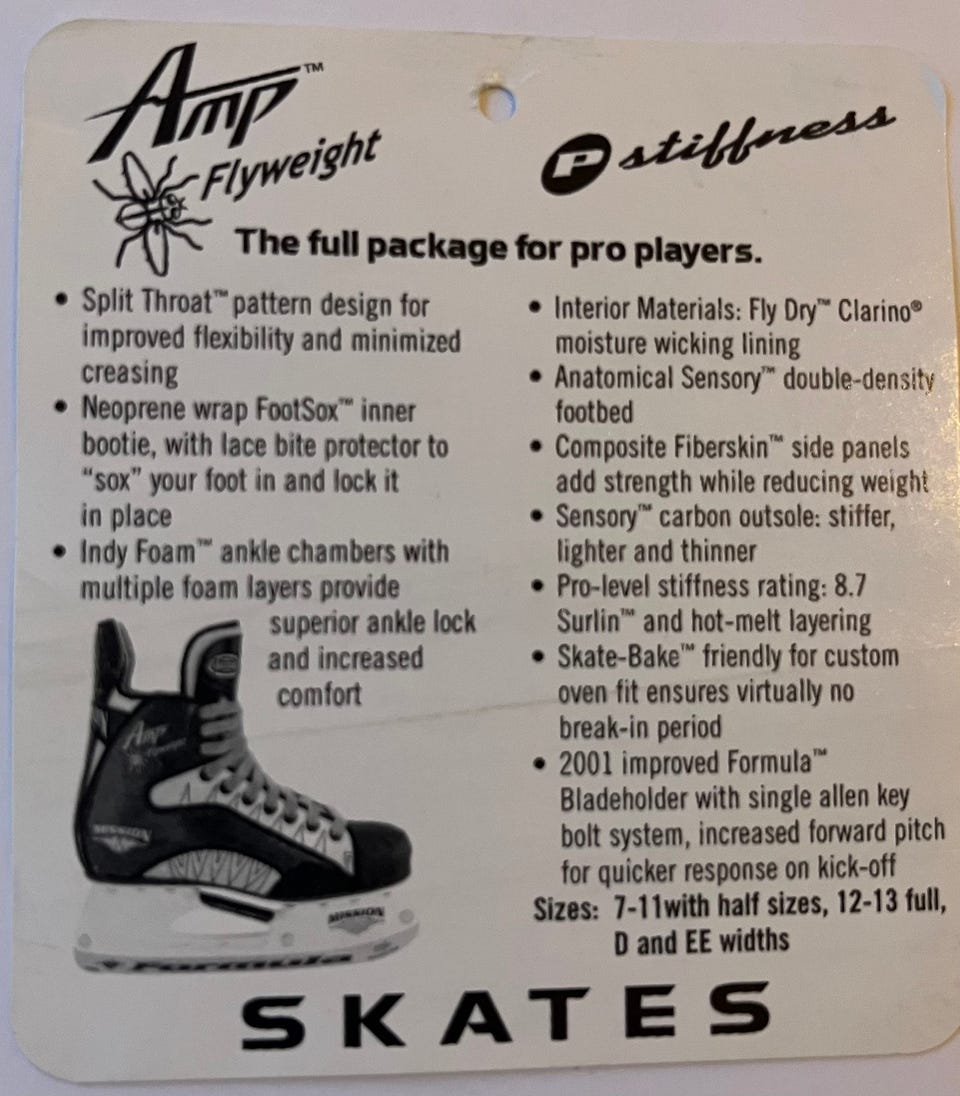 Amp™
Flyweight
P stiffness
The full package for pro players.
• Split Throat™ pattern design for
improved flexibility and minimized
creasing
• Neoprene wrap FootSox™ inner
bootie, with lace bite protector to
“sox” your foot in and lock it
in place
• Indy Foam™ ankle chambers with
multiple foam layers provide
superior ankle lock
and increased
comfort
• Interior Materials: Fly Dry™ Clarino®
moisture wicking lining
• Anatomical Sensory™ double-density
footbed
• Composite Fiberskin™ side panels
add strength while reducing weight
• Sensory™ carbon outsole: stiffer,
lighter and thinner
• Pro-level stiffness rating: 8.7
Surlin™ and hot-melt layering
• Skate-Bake™ friendly for custom
oven fit ensures virtually no
break-in period
• 2001 improved Formula™
Bladeholder with single allen key
bolt system, increased forward pitch
for quicker response on kick-off
Sizes: 7-11with half sizes, 12-13 full,
D and EE widths
Amp
MISSION
MISSION
Formula
SKATES